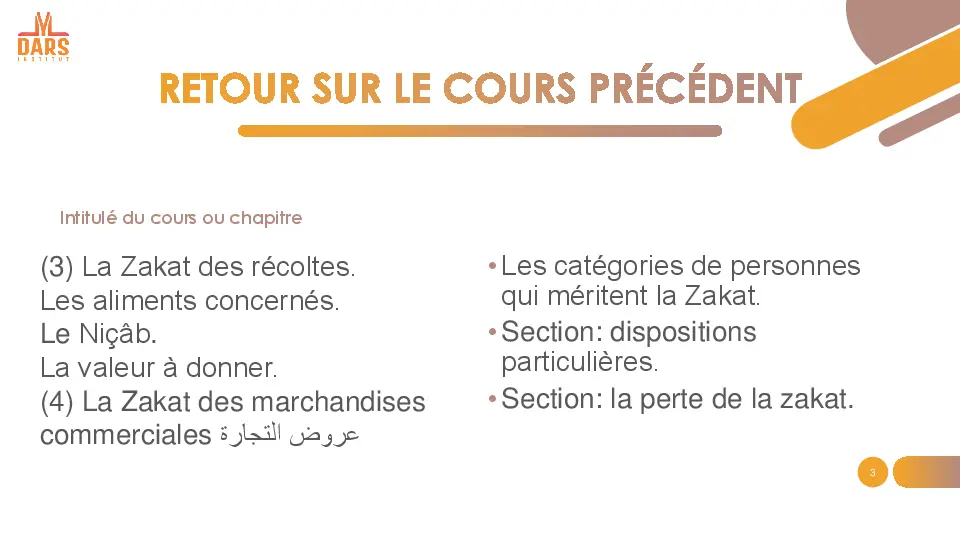 DARS
INSTITUT
RETOUR SUR LE COURS PRÉCÉDENT
Intitulé du cours ou chapitre
(3) La Zakat des récoltes.
Les aliments concernés.
Le Niçâb.
La valeur à donner.
(4) La Zakat des marchandises
commerciales عروض التجارة
•Les catégories de personnes
qui méritent la Zakat.
•Section: dispositions
particulières.
•Section: la perte de la zakat.
3